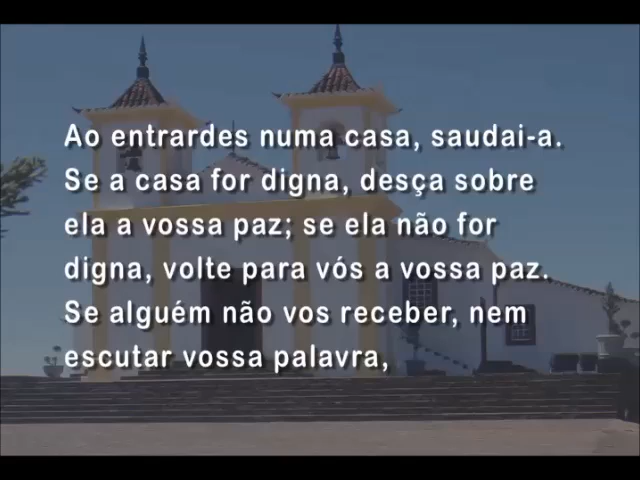 Ao entrardes numa casa, saudai-a.
Se a casa for digna, desça sobre
ela a vossa paz; se ela não for
digna, volte para vós a vossa paz.
Se alguém não vos receber, nem
escutar vossa palavra,